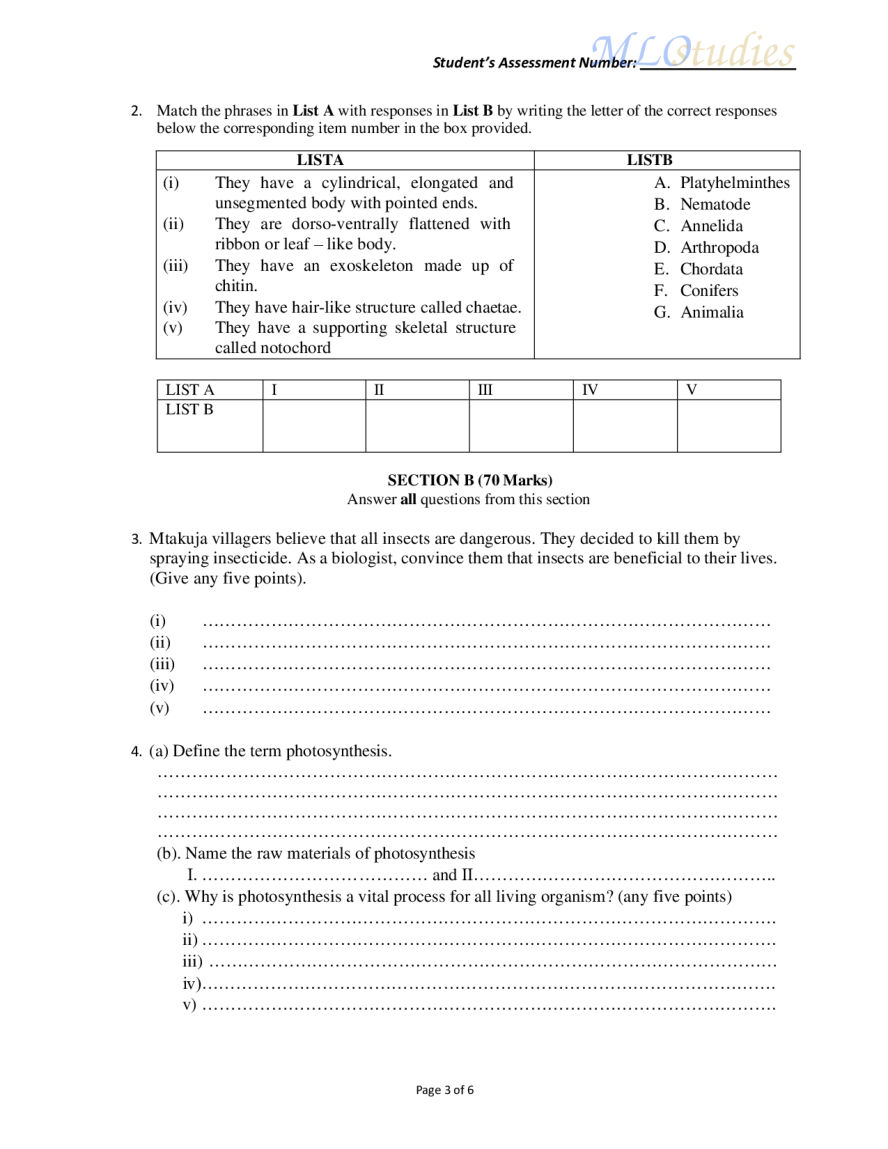 MLOstudies
Student's Assessment Number:
2. Match the phrases in List A with responses in List B by writing the letter of the correct responses
below the corresponding item number in the box provided.
LISTA LISTB
(i) They have a cylindrical, elongated and
unsegmented body with pointed ends.
(ii) They are dorso-ventrally flattened with
ribbon or leaf – like body.
(iii) They have an exoskeleton made up of
chitin.
(iv) They have hair-like structure called chaetae.
(v) They have a supporting skeletal structure
called notochord
A. Platyhelminthes
B. Nematode
C. Annelida
D. Arthropoda
E. Chordata
F. Conifers
G. Animalia
LIST A I II III IV V
LIST B
SECTION B (70 Marks)
Answer all questions from this section
3. Mtakuja villagers believe that all insects are dangerous. They decided to kill them by
spraying insecticide. As a biologist, convince them that insects are beneficial to their lives.
(Give any five points).
(i) ………………………………………………………………………………………
(ii) ………………………………………………………………………………………
(iii) ………………………………………………………………………………………
(iv) ………………………………………………………………………………………
(v) ………………………………………………………………………………………
4. (a) Define the term photosynthesis.
………………………………………………………………………………………………
………………………………………………………………………………………………
………………………………………………………………………………………………
………………………………………………………………………………………………
(b). Name the raw materials of photosynthesis
I. ………………………………… and II……………………………………………..
(c). Why is photosynthesis a vital process for all living organism? (any five points)
i) ……………………………………………………………………………………….
ii) ………………………………………………………………………………………
iii) ………………………………………………………………………………………
iv)………………………………………………………………………………………
v) ………………………………………………………………………………………
Page 3 of 6